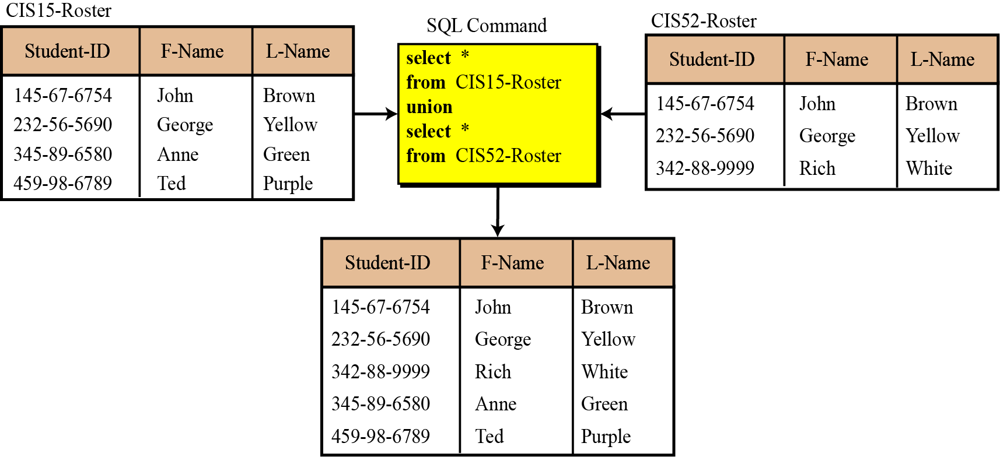 CIS15-Roster
Student-ID F-Name L-Name
145-67-6754 John Brown
232-56-5690 George Yellow
345-89-6580 Anne Green
459-98-6789 Ted Purple
SQL Command
select *
from CIS15-Roster
union
select *
from CIS52-Roster
CIS52-Roster
Student-ID F-Name L-Name
145-67-6754 John Brown
232-56-5690 George Yellow
342-88-9999 Rich White
Student-ID F-Name L-Name
145-67-6754 John Brown
232-56-5690 George Yellow
342-88-9999 Rich White
345-89-6580 Anne Green
459-98-6789 Ted Purple